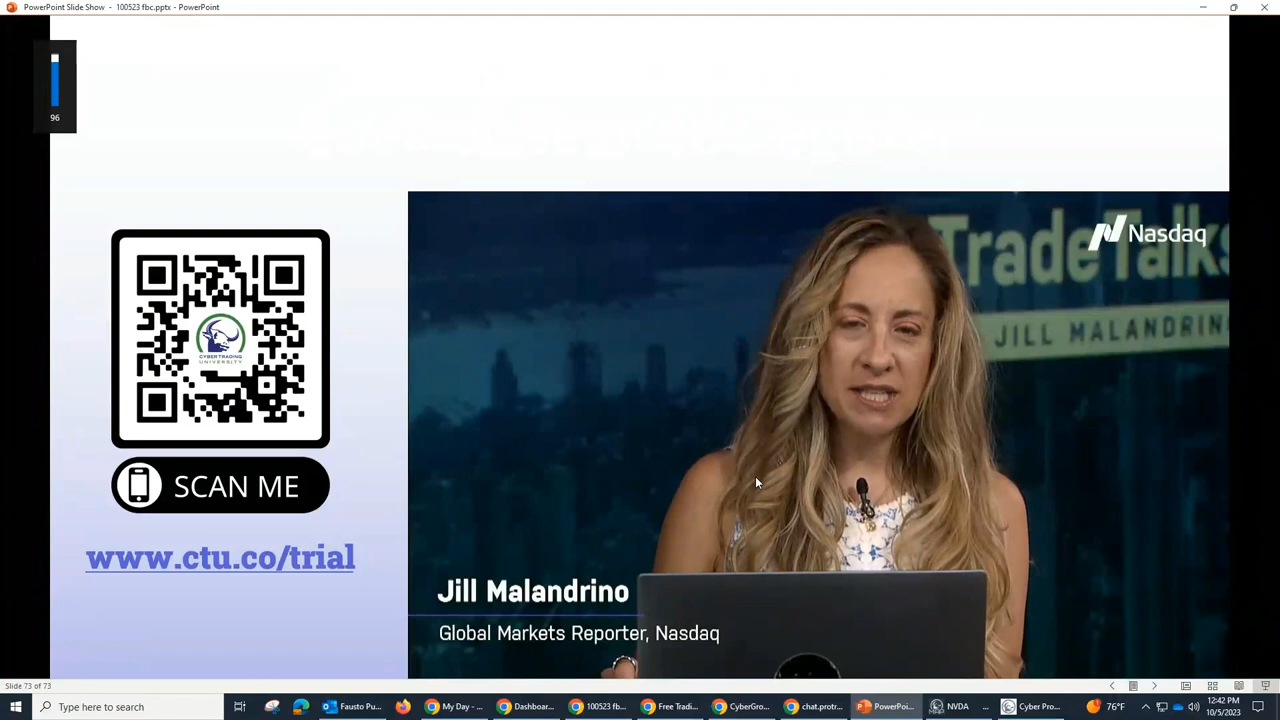 PowerPoint Slide Show - 100523 fbc.pptx - PowerPoint
96
TradeTalks
Nasdaq
JILL MALANDRINO
CYBERTRADING
UNIVERSITY
SCAN ME
www.ctu.co/trial
Jill Malandrino
Global Markets Reporter, Nasdaq
Slide 73 of 73
Type here to search
Fausto Pu...
My Day - ...
Dashboar...
100523 fb...
Free Tradi...
CyberGro...
chat.protr...
PowerPoi...
NVDA ...
Cyber Pro...
76°F
12:42 PM
10/5/2023